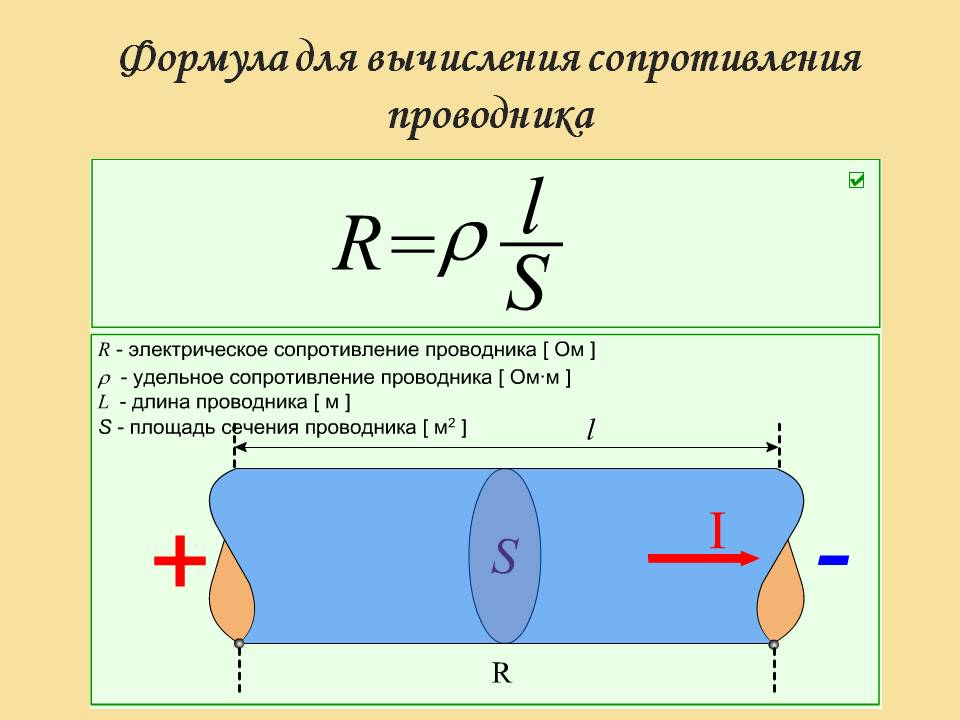 Формула для вычисления сопротивления
проводника
R=ρ l/S
R - электрическое сопротивление проводника [ Ом ]
ρ - удельное сопротивление проводника [ Ом·м ]
L - длина проводника [ м ]
S - площадь сечения проводника [ м² ]
l
I
+ S -
R